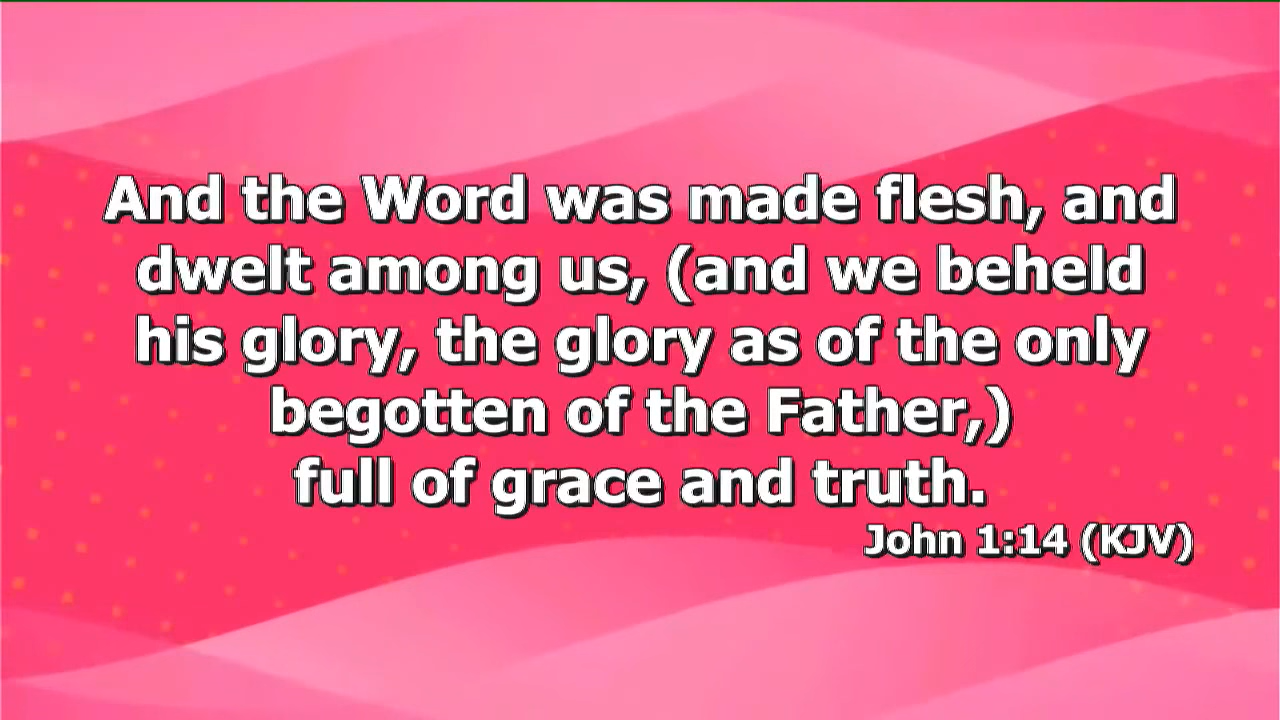 And the Word was made flesh, and
dwelt among us, (and we beheld
his glory, the glory as of the only
begotten of the Father,)
full of grace and truth.
John 1:14 (KJV)